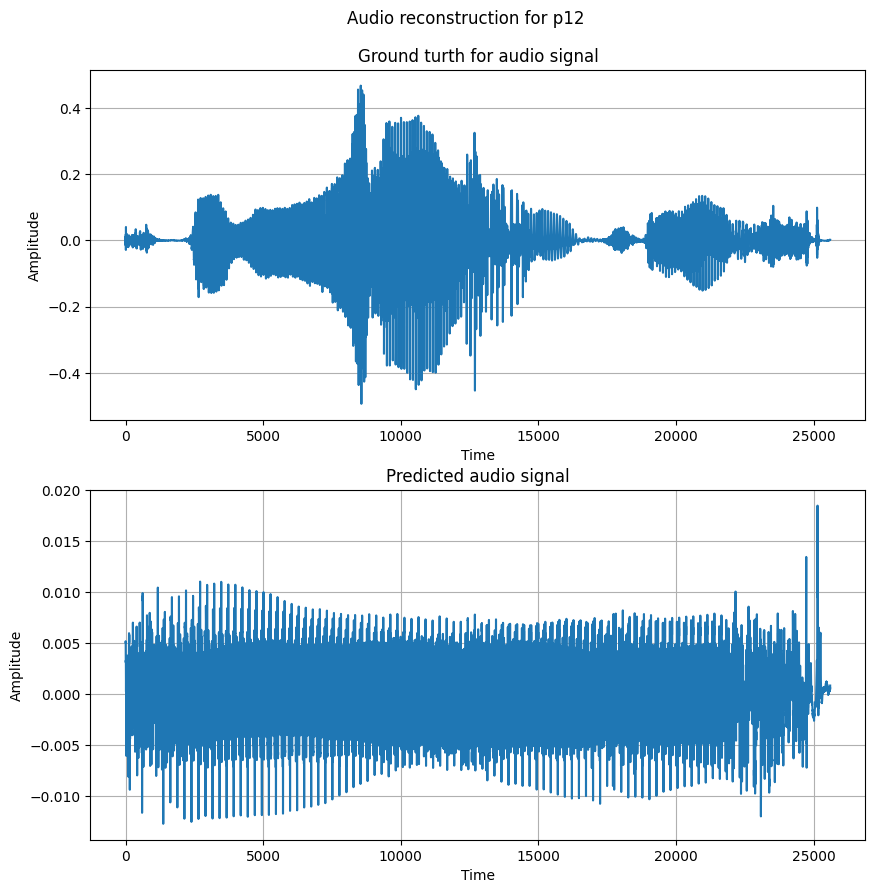 Audio reconstruction for p12
Ground turth for audio signal
Amplitude
0.4
0.2
0.0
−0.2
−0.4
0 5000 10000 15000 20000 25000
Time
Predicted audio signal
Amplitude
0.020
0.015
0.010
0.005
0.000
−0.005
−0.010
0 5000 10000 15000 20000 25000
Time